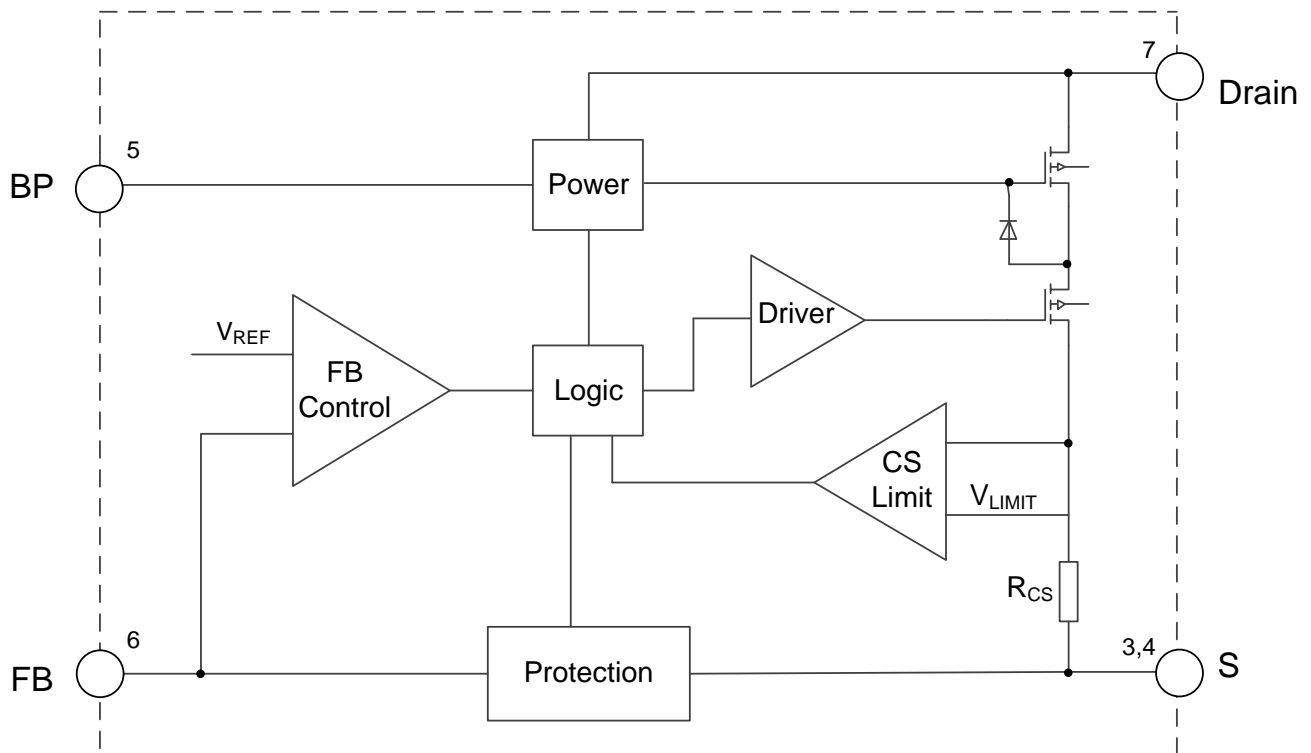 7
Drain
5
BP
Power
Driver
VREF
FB
Control
Logic
CS
Limit
VLIMIT
RCS
6
3,4
FB
Protection
S